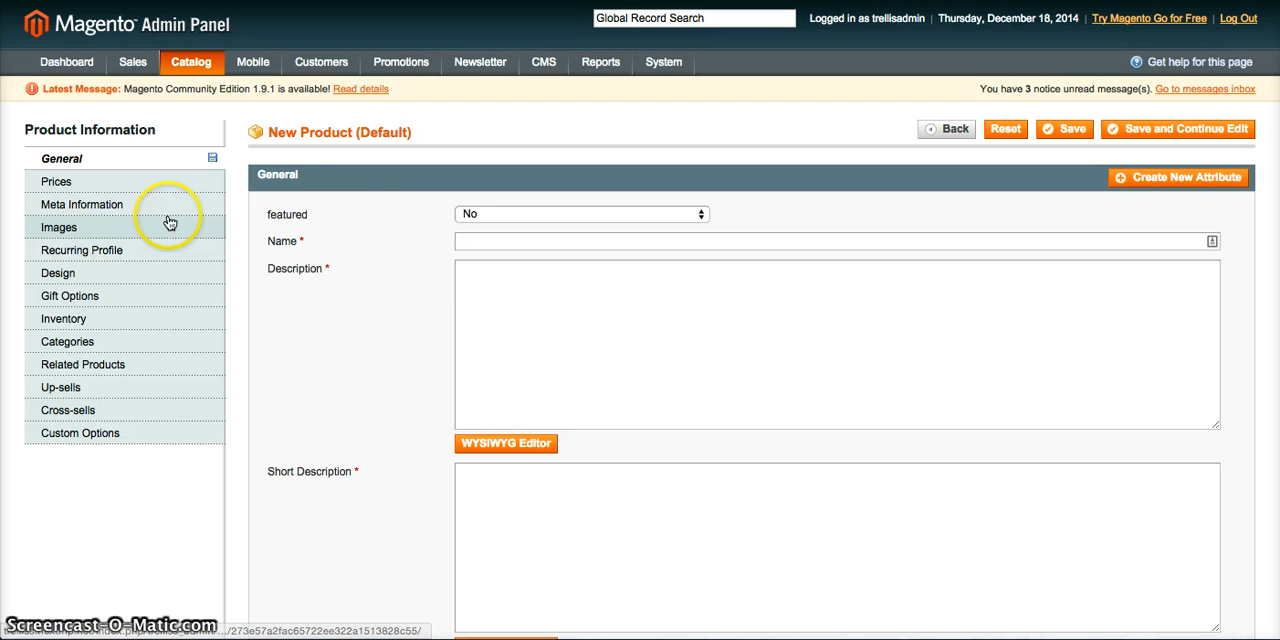 Magento Admin Panel
Global Record Search
Logged in as trellisadmin | Thursday, December 18, 2014 | Try Magento Go for Free | Log Out
Dashboard Sales Catalog Mobile Customers Promotions Newsletter CMS Reports System
Get help for this page
Latest Message: Magento Community Edition 1.9.1 is available! Read details
You have 3 notice unread message(s). Go to messages inbox
Product Information
General
Prices
Meta Information
Images
Recurring Profile
Design
Gift Options
Inventory
Categories
Related Products
Up-sells
Cross-sells
Custom Options
New Product (Default)
Back Reset Save Save and Continue Edit
General
Create New Attribute
featured
No
Name *
Description *
WYSIWYG Editor
Short Description *
Screencast-O-Matic.com
/273e57a2fac65722ee322a1513828c55/